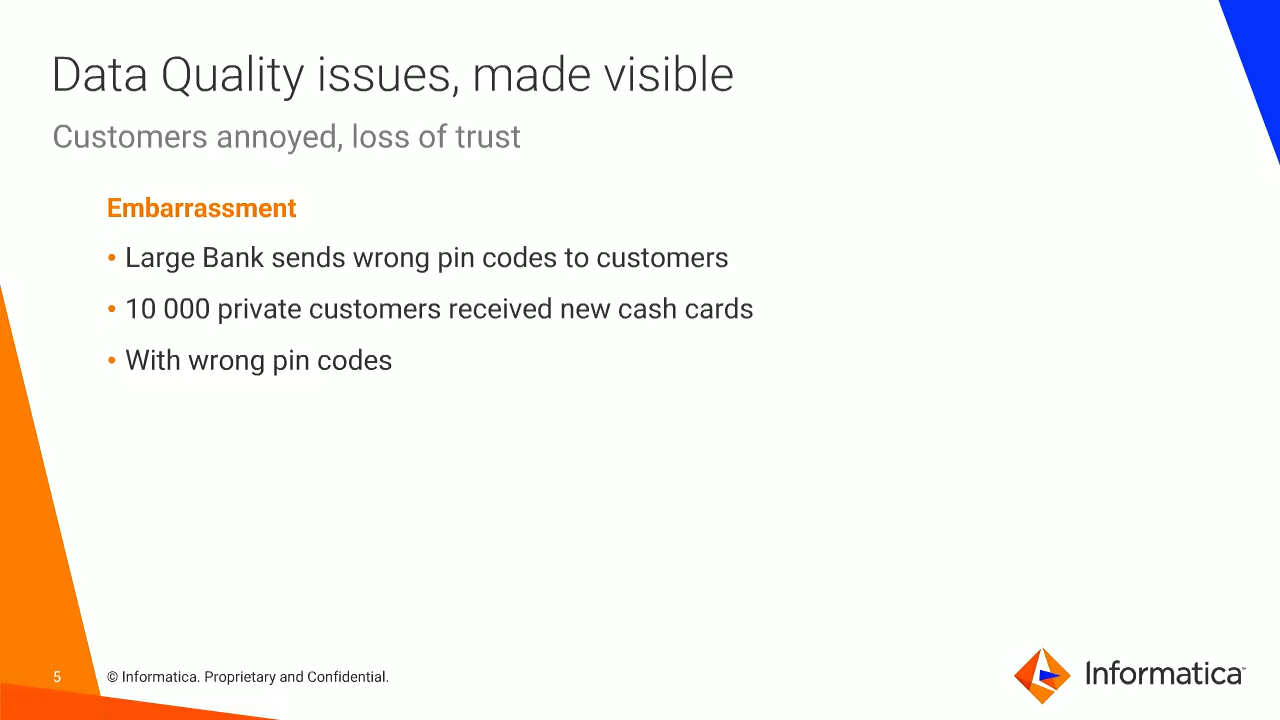 Data Quality issues, made visible
Customers annoyed, loss of trust
Embarrassment
• Large Bank sends wrong pin codes to customers
• 10 000 private customers received new cash cards
• With wrong pin codes
5
© Informatica. Proprietary and Confidential.
Informatica™